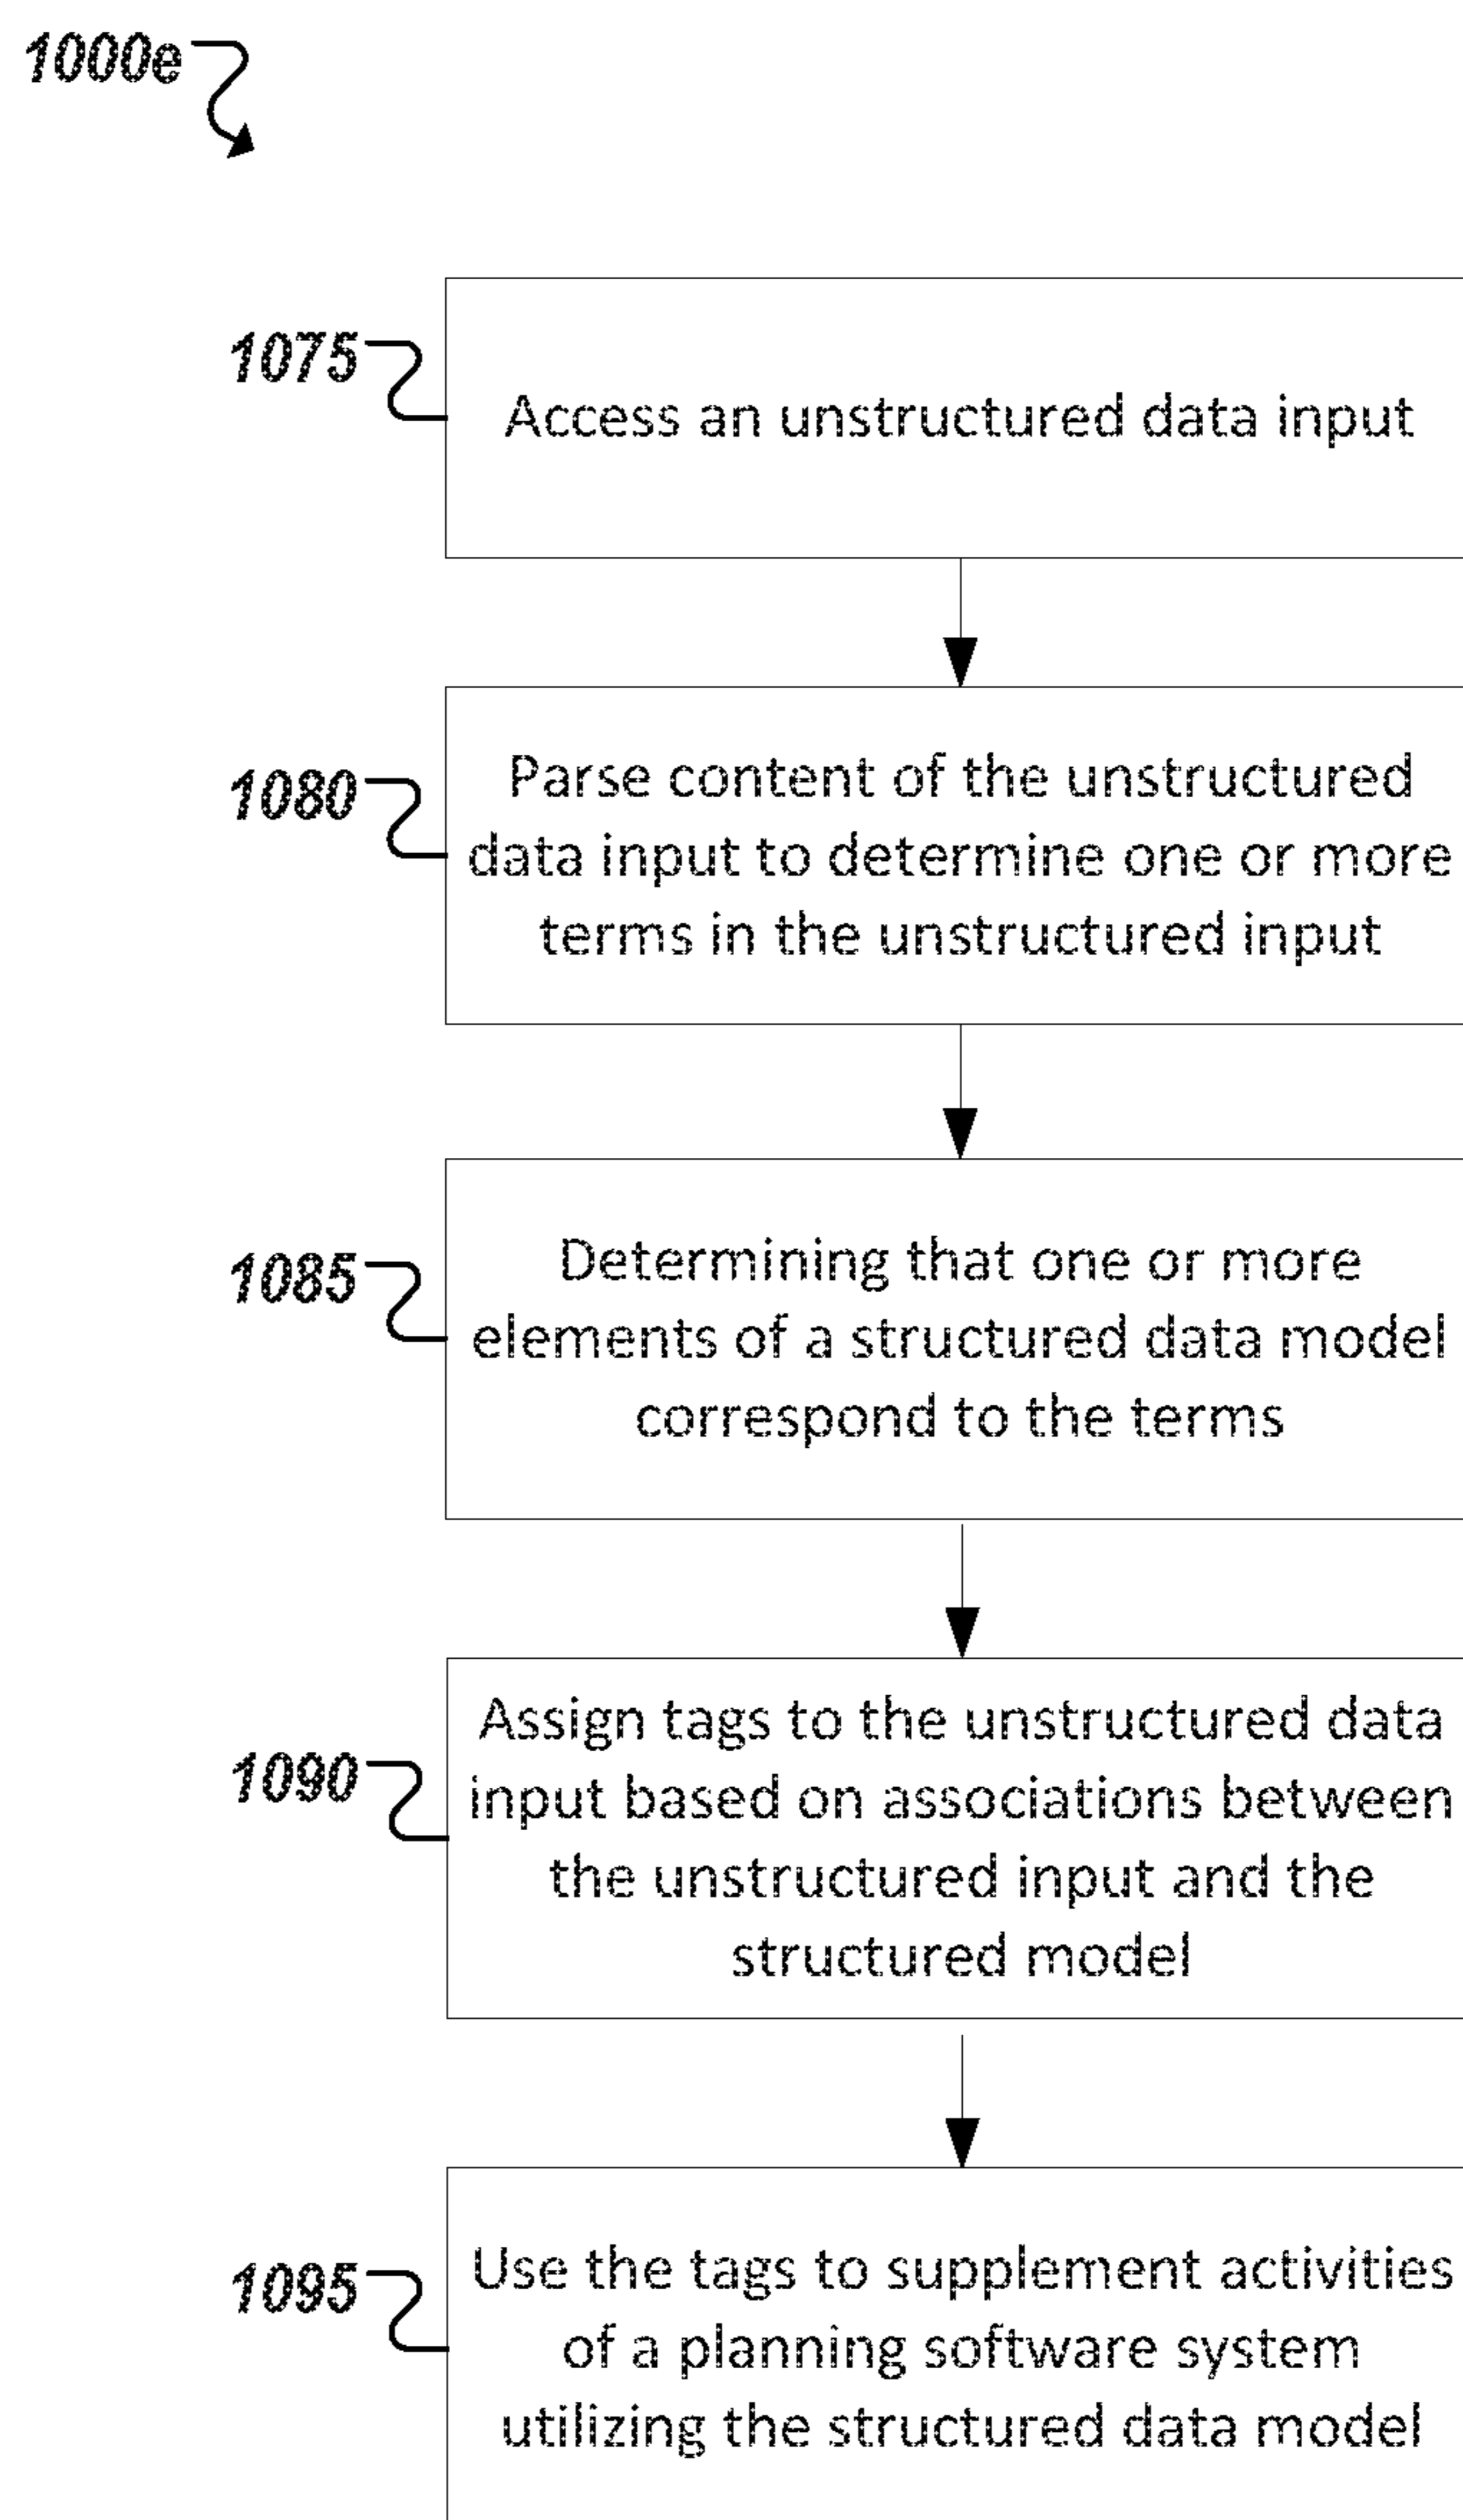 1000e
1075
Access an unstructured data input
1080
Parse content of the unstructured
data input to determine one or more
terms in the unstructured input
1085
Determining that one or more
elements of a structured data model
correspond to the terms
1090
Assign tags to the unstructured data
input based on associations between
the unstructured input and the
structured model
1095
Use the tags to supplement activities
of a planning software system
utilizing the structured data model